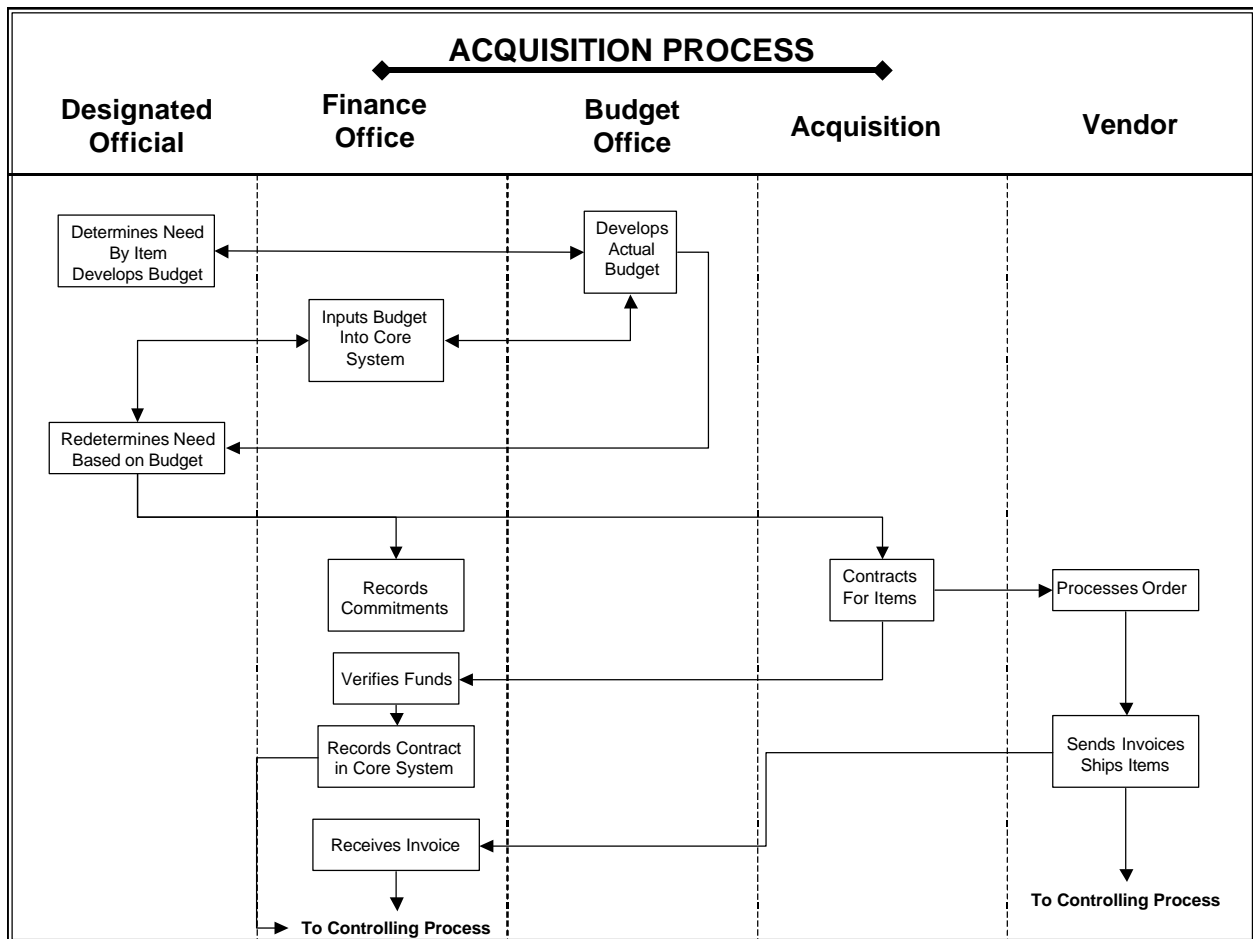 ACQUISITION PROCESS
Designated
Official
Finance
Office
Budget
Office
Acquisition
Vendor
Determines Need
By Item
Develops Budget
Develops
Actual
Budget
Inputs Budget
Into Core
System
Redetermines Need
Based on Budget
Records
Commitments
Contracts
For Items
Processes Order
Verifies Funds
Records Contract
in Core System
Sends Invoices
Ships Items
Receives Invoice
To Controlling Process
To Controlling Process